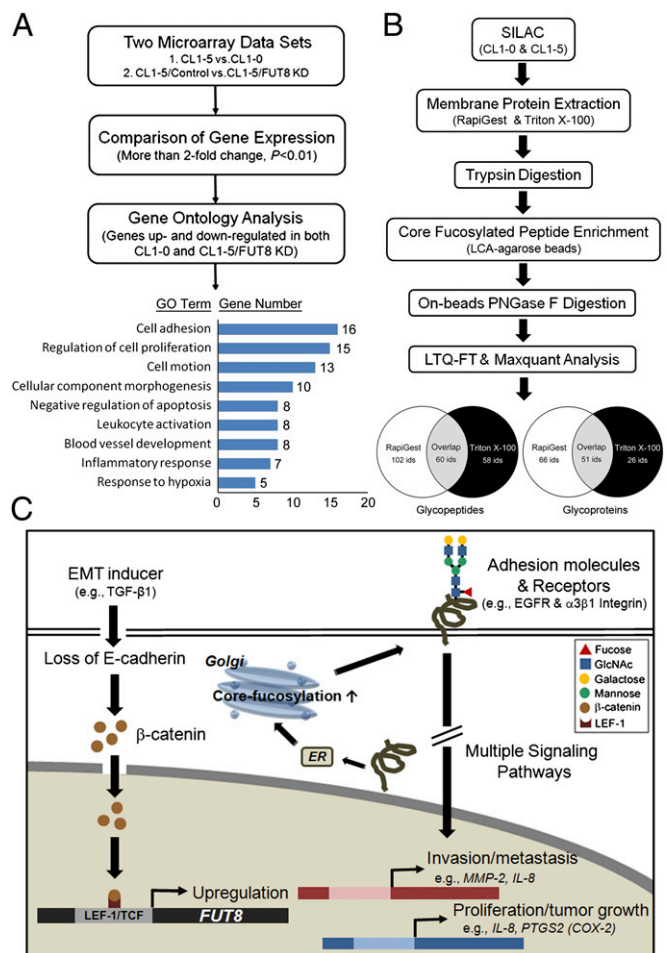 A
Two Microarray Data Sets
1. CL1-5 vs.CL1-0
2. CL1-5/Control vs.CL1-5/FUT8 KD
Comparison of Gene Expression
(More than 2-fold change, P<0.01)
Gene Ontology Analysis
(Genes up- and down-regulated in both
CL1-0 and CL1-5/FUT8 KD)
GO Term Gene Number
Cell adhesion 16
Regulation of cell proliferation 15
Cell motion 13
Cellular component morphogenesis 10
Negative regulation of apoptosis 8
Leukocyte activation 8
Blood vessel development 8
Inflammatory response 7
Response to hypoxia 5
0 5 10 15 20
B
SILAC
(CL1-0 & CL1-5)
Membrane Protein Extraction
(RapiGest & Triton X-100)
Trypsin Digestion
Core Fucosylated Peptide Enrichment
(LCA-agarose beads)
On-beads PNGase F Digestion
LTQ-FT & Maxquant Analysis
RapiGest
102 ids
Overlap
60 ids
Triton X-100
58 ids
Glycopeptides
RapiGest
66 ids
Overlap
51 ids
Triton X-100
26 ids
Glycoproteins
C
EMT inducer
(e.g., TGF-β1)
Loss of E-cadherin
β-catenin
LEF-1/TCF
FUT8
Upregulation
Golgi
Core-fucosylation ↑
ER
Adhesion molecules
& Receptors
(e.g., EGFR & α3β1 Integrin)
Fucose
GlcNAc
Galactose
Mannose
β-catenin
LEF-1
Multiple Signaling
Pathways
Invasion/metastasis
e.g., MMP-2, IL-8
Proliferation/tumor growth
e.g., IL-8, PTGS2 (COX-2)